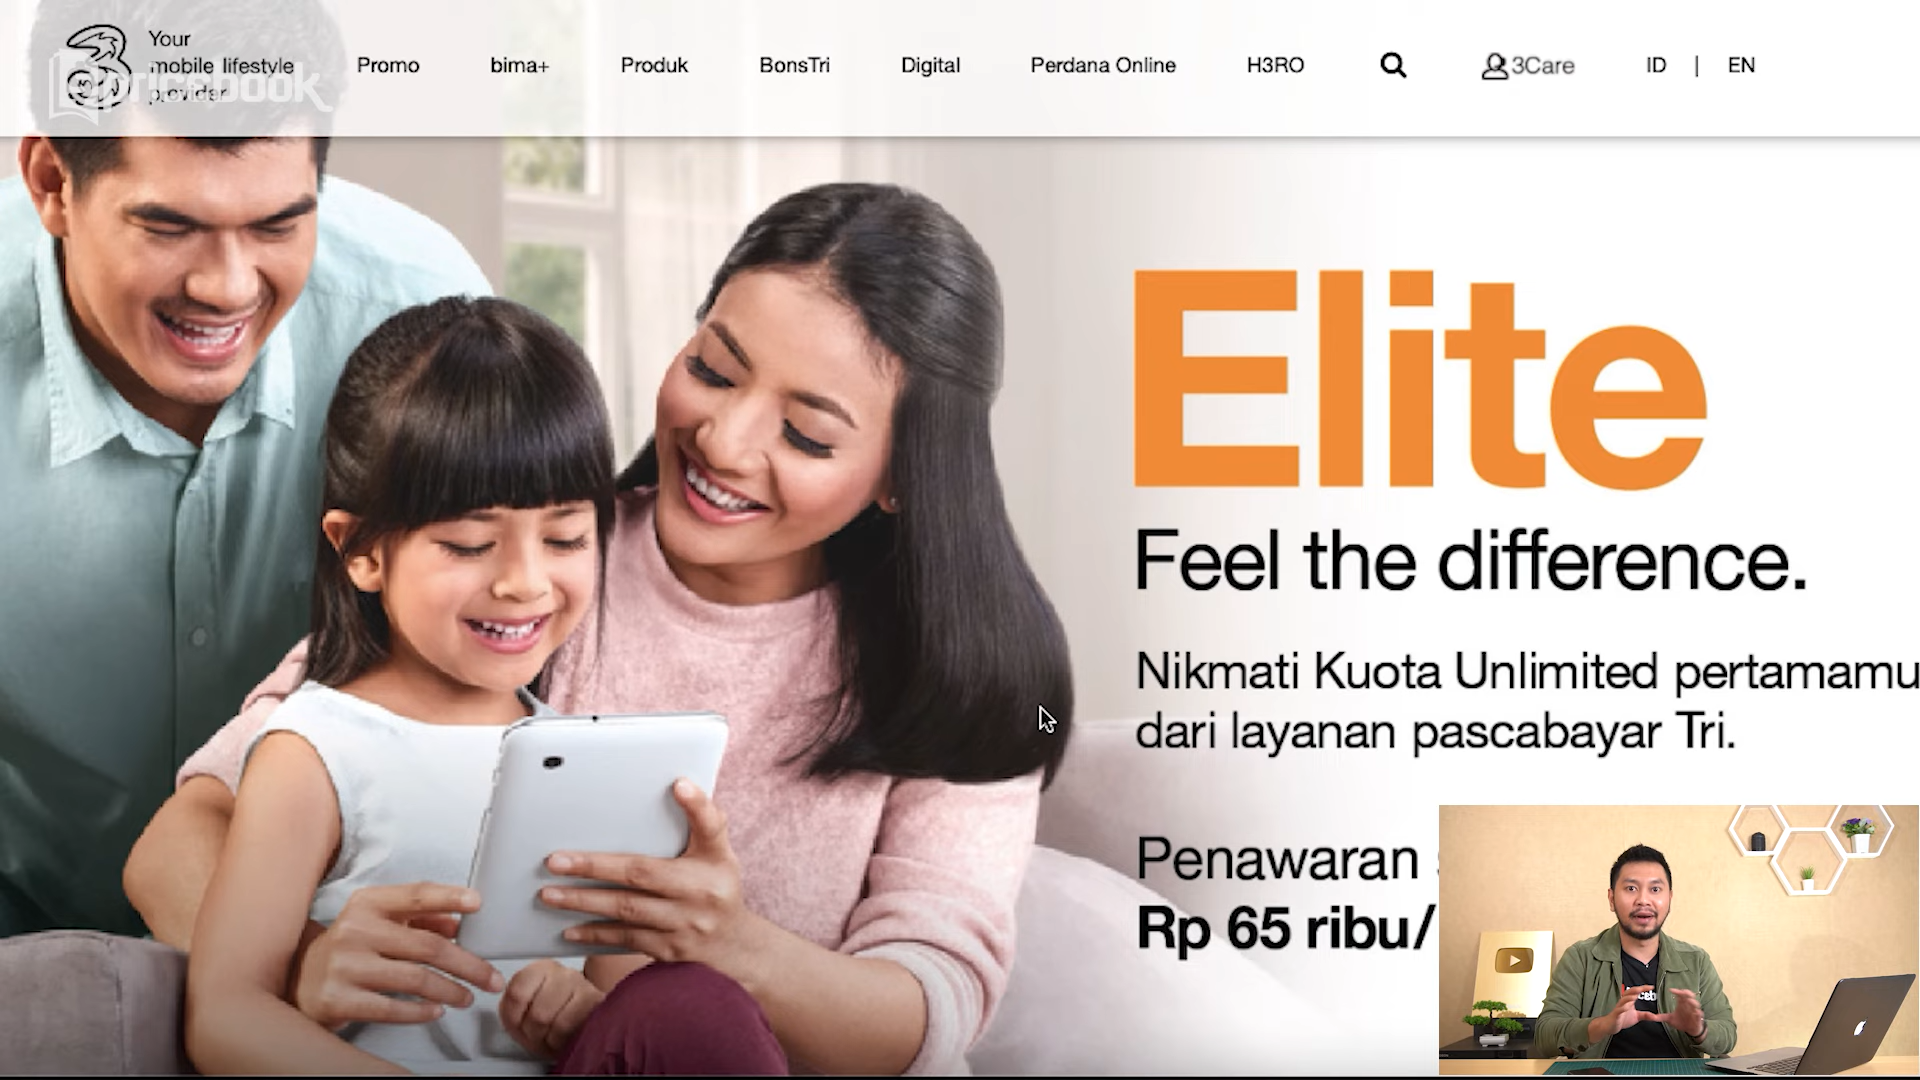 Your
mobile lifestyle
provider
Promo
bima+
Produk
BonsTri
Digital
Perdana Online
H3RO
3Care
ID | EN
Elite
Feel the difference.
Nikmati Kuota Unlimited pertamamu
dari layanan pascabayar Tri.
Penawaran
Rp 65 ribu/